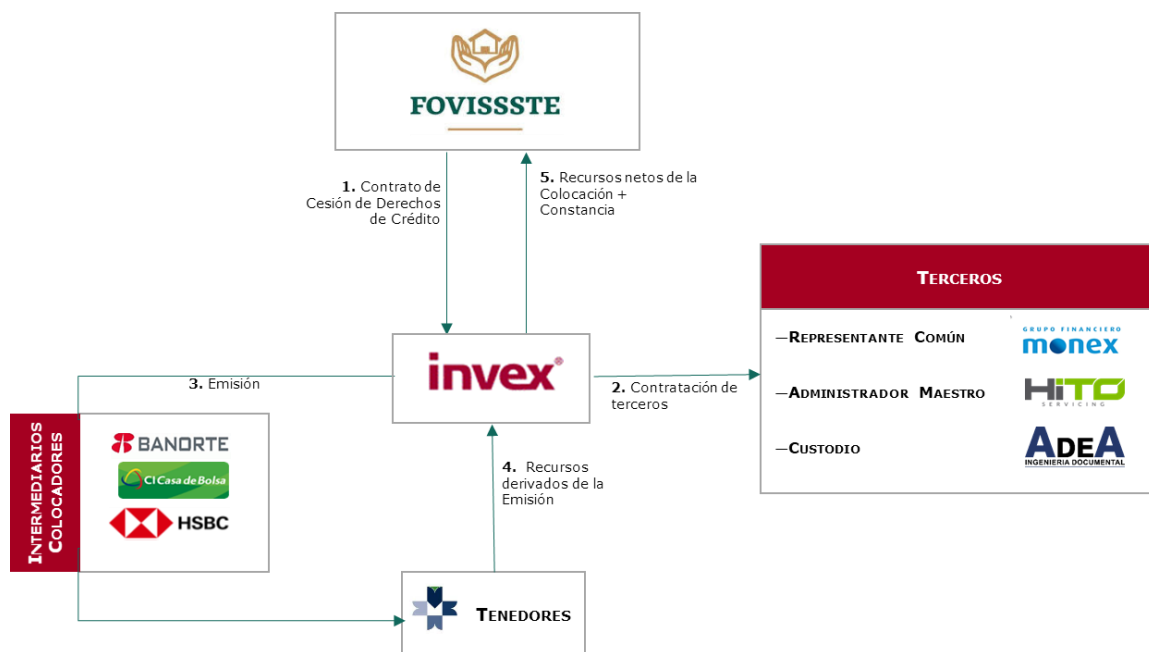 FOVISSSTE
1. Contrato de
Cesión de Derechos
de Crédito
5. Recursos netos de la
Colocación +
Constancia
TERCEROS
—REPRESENTANTE COMÚN
GRUPO FINANCIERO
monex
—ADMINISTRADOR MAESTRO
HiTO
SERVICING
—CUSTODIO
ADEA
INGENIERIA DOCUMENTAL
invex®
3. Emisión
2. Contratación de
terceros
INTERMEDIARIOS
COLOCADORES
BANORTE
CI Casa de Bolsa
HSBC
4. Recursos
derivados de la
Emisión
TENEDORES